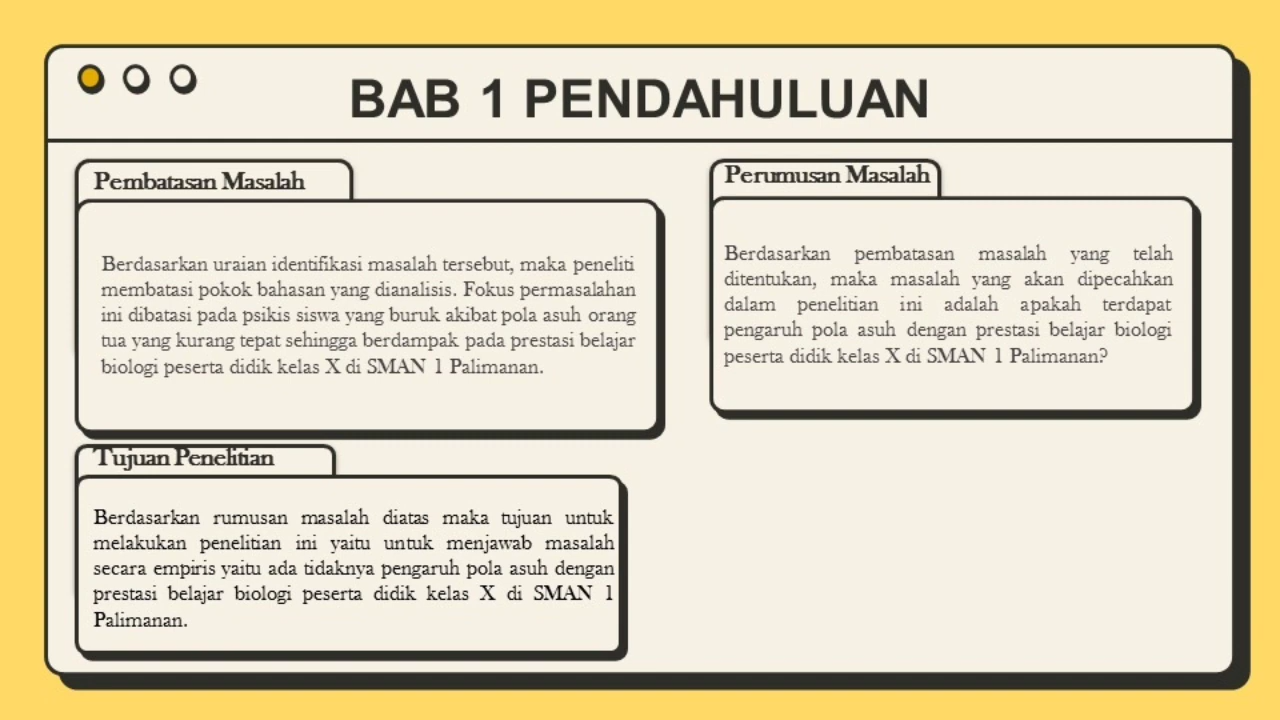 BAB 1 PENDAHULUAN
Pembatasan Masalah
Berdasarkan uraian identifikasi masalah tersebut, maka peneliti
membatasi pokok bahasan yang dianalisis. Fokus permasalahan
ini dibatasi pada psikis siswa yang buruk akibat pola asuh orang
tua yang kurang tepat sehingga berdampak pada prestasi belajar
biologi peserta didik kelas X di SMAN 1 Palimanan.
Perumusan Masalah
Berdasarkan pembatasan masalah yang telah
ditentukan, maka masalah yang akan dipecahkan
dalam penelitian ini adalah apakah terdapat
pengaruh pola asuh dengan prestasi belajar biologi
peserta didik kelas X di SMAN 1 Palimanan?
Tujuan Penelitian
Berdasarkan rumusan masalah diatas maka tujuan untuk
melakukan penelitian ini yaitu untuk menjawab masalah
secara empiris yaitu ada tidaknya pengaruh pola asuh dengan
prestasi belajar biologi peserta didik kelas X di SMAN 1
Palimanan.